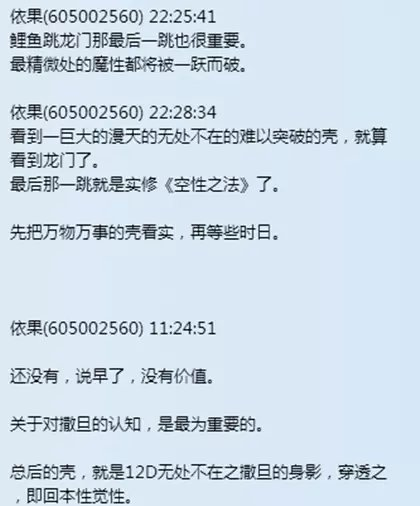 依果(605002560) 22:25:41
鲤鱼跳龙门那最后一跳也很重要。
最精微处的魔性都将被一跃而破。
依果(605002560) 22:28:34
看到一巨大的漫天的无处不在的难以突破的壳，就算
看到龙门了。
最后那一跳就是实修《空性之法》了。
先把万物万事的壳看实，再等些时日。
依果(605002560) 11:24:51
还没有，说早了，没有价值。
关于对撒旦的认知，是最为重要的。
总后的壳，就是12D无处不在之撒旦的身影，穿透之
，即回本性觉性。